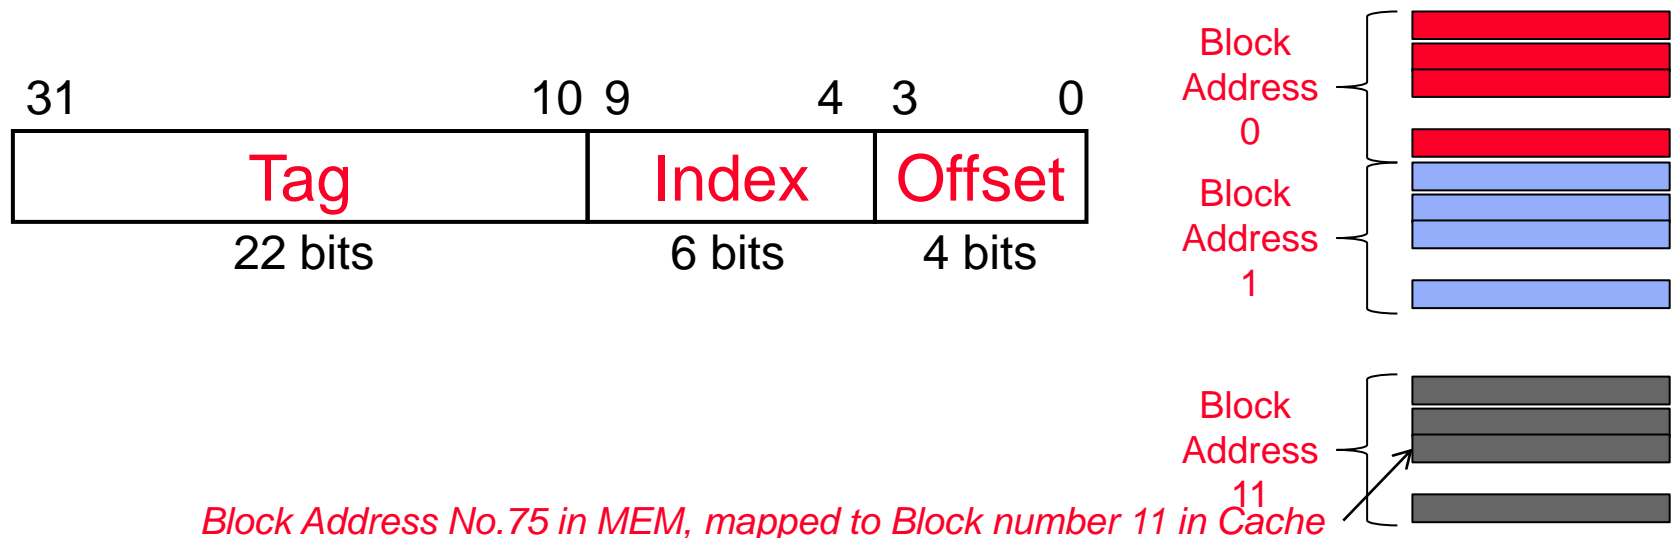 31 10 9 4 3 0
Tag Index Offset
22 bits 6 bits 4 bits
Block
Address
0
Block
Address
1
Block
Address
11
Block Address No.75 in MEM, mapped to Block number 11 in Cache